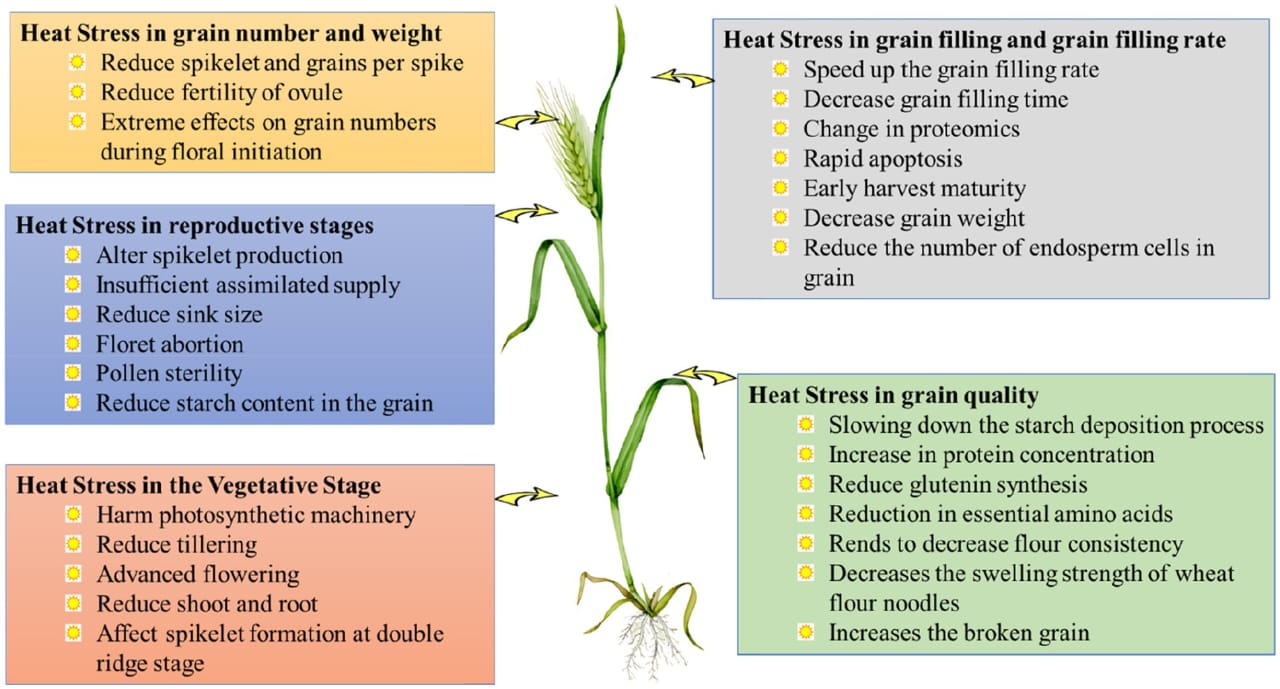 Heat Stress in grain number and weight
Reduce spikelet and grains per spike
Reduce fertility of ovule
Extreme effects on grain numbers
during floral initiation
Heat Stress in reproductive stages
Alter spikelet production
Insufficient assimilated supply
Reduce sink size
Floret abortion
Pollen sterility
Reduce starch content in the grain
Heat Stress in the Vegetative Stage
Harm photosynthetic machinery
Reduce tillering
Advanced flowering
Reduce shoot and root
Affect spikelet formation at double
ridge stage
Heat Stress in grain filling and grain filling rate
Speed up the grain filling rate
Decrease grain filling time
Change in proteomics
Rapid apoptosis
Early harvest maturity
Decrease grain weight
Reduce the number of endosperm cells in
grain
Heat Stress in grain quality
Slowing down the starch deposition process
Increase in protein concentration
Reduce glutenin synthesis
Reduction in essential amino acids
Rends to decrease flour consistency
Decreases the swelling strength of wheat
flour noodles
Increases the broken grain